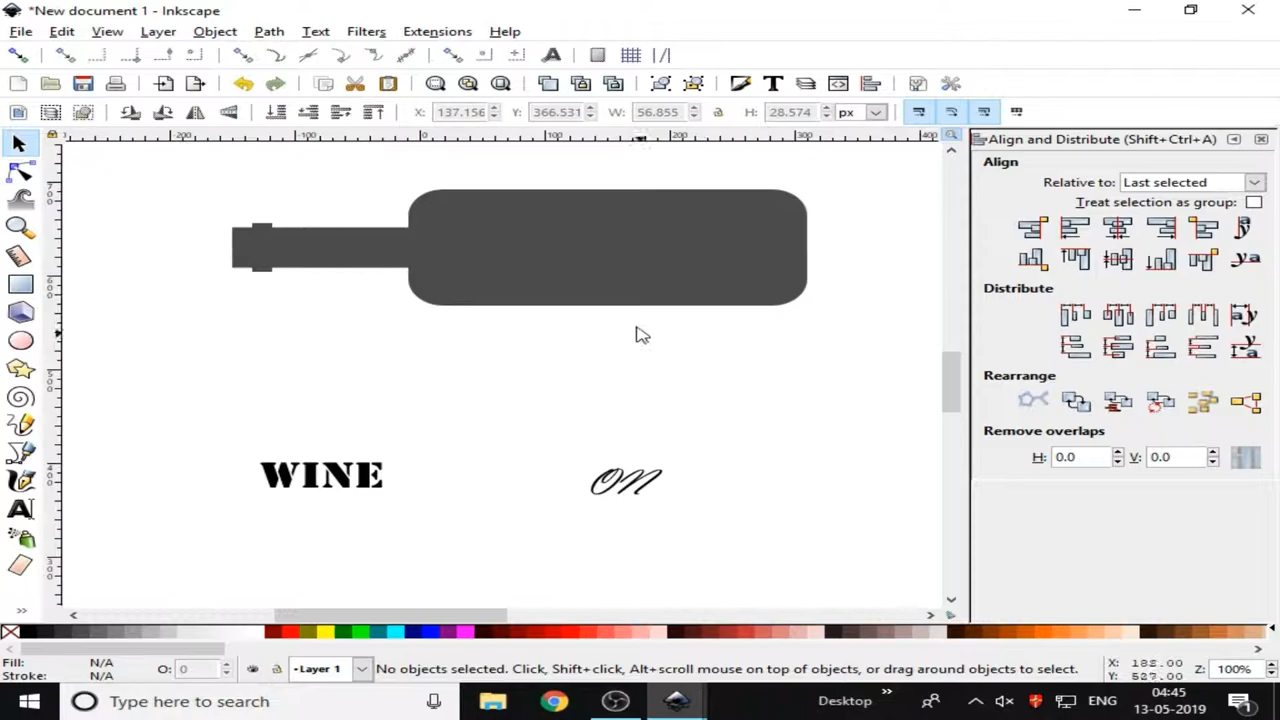 *New document 1 - Inkscape
File Edit View Layer Object Path Text Filters Extensions Help
X: 137.156 Y: 366.531 W: 56.855 H: 28.574 px
Align and Distribute (Shift+Ctrl+A)
Align
Relative to: Last selected
Treat selection as group:
Distribute
Rearrange
Remove overlaps
H: 0.0 V: 0.0
WINE ON
Fill: N/A
Stroke: N/A
O: 0
Layer 1
No objects selected. Click, Shift+click, Alt+scroll mouse on top of objects, or drag around objects to select.
X: 185.00
Y: 527.00
Z: 100%
Type here to search
Desktop
ENG
04:45
13-05-2019